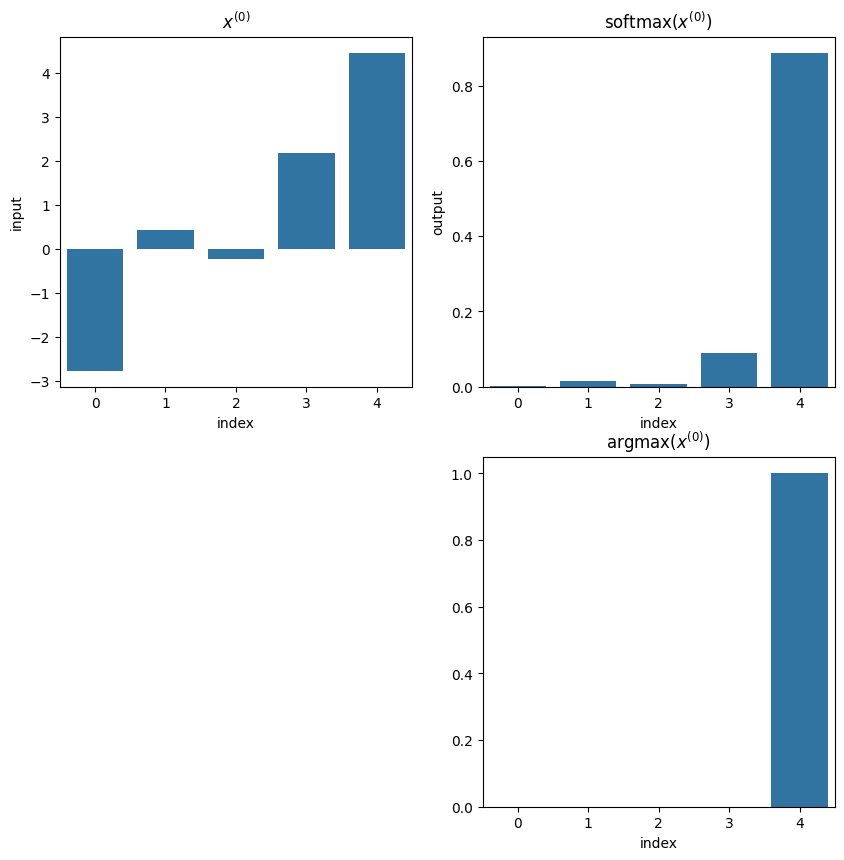 x^{(0)}
input
4
3
2
1
0
−1
−2
−3
0 1 2 3 4
index
softmax(x^{(0)})
output
0.8
0.6
0.4
0.2
0.0
0 1 2 3 4
index
argmax(x^{(0)})
1.0
0.8
0.6
0.4
0.2
0.0
0 1 2 3 4
index